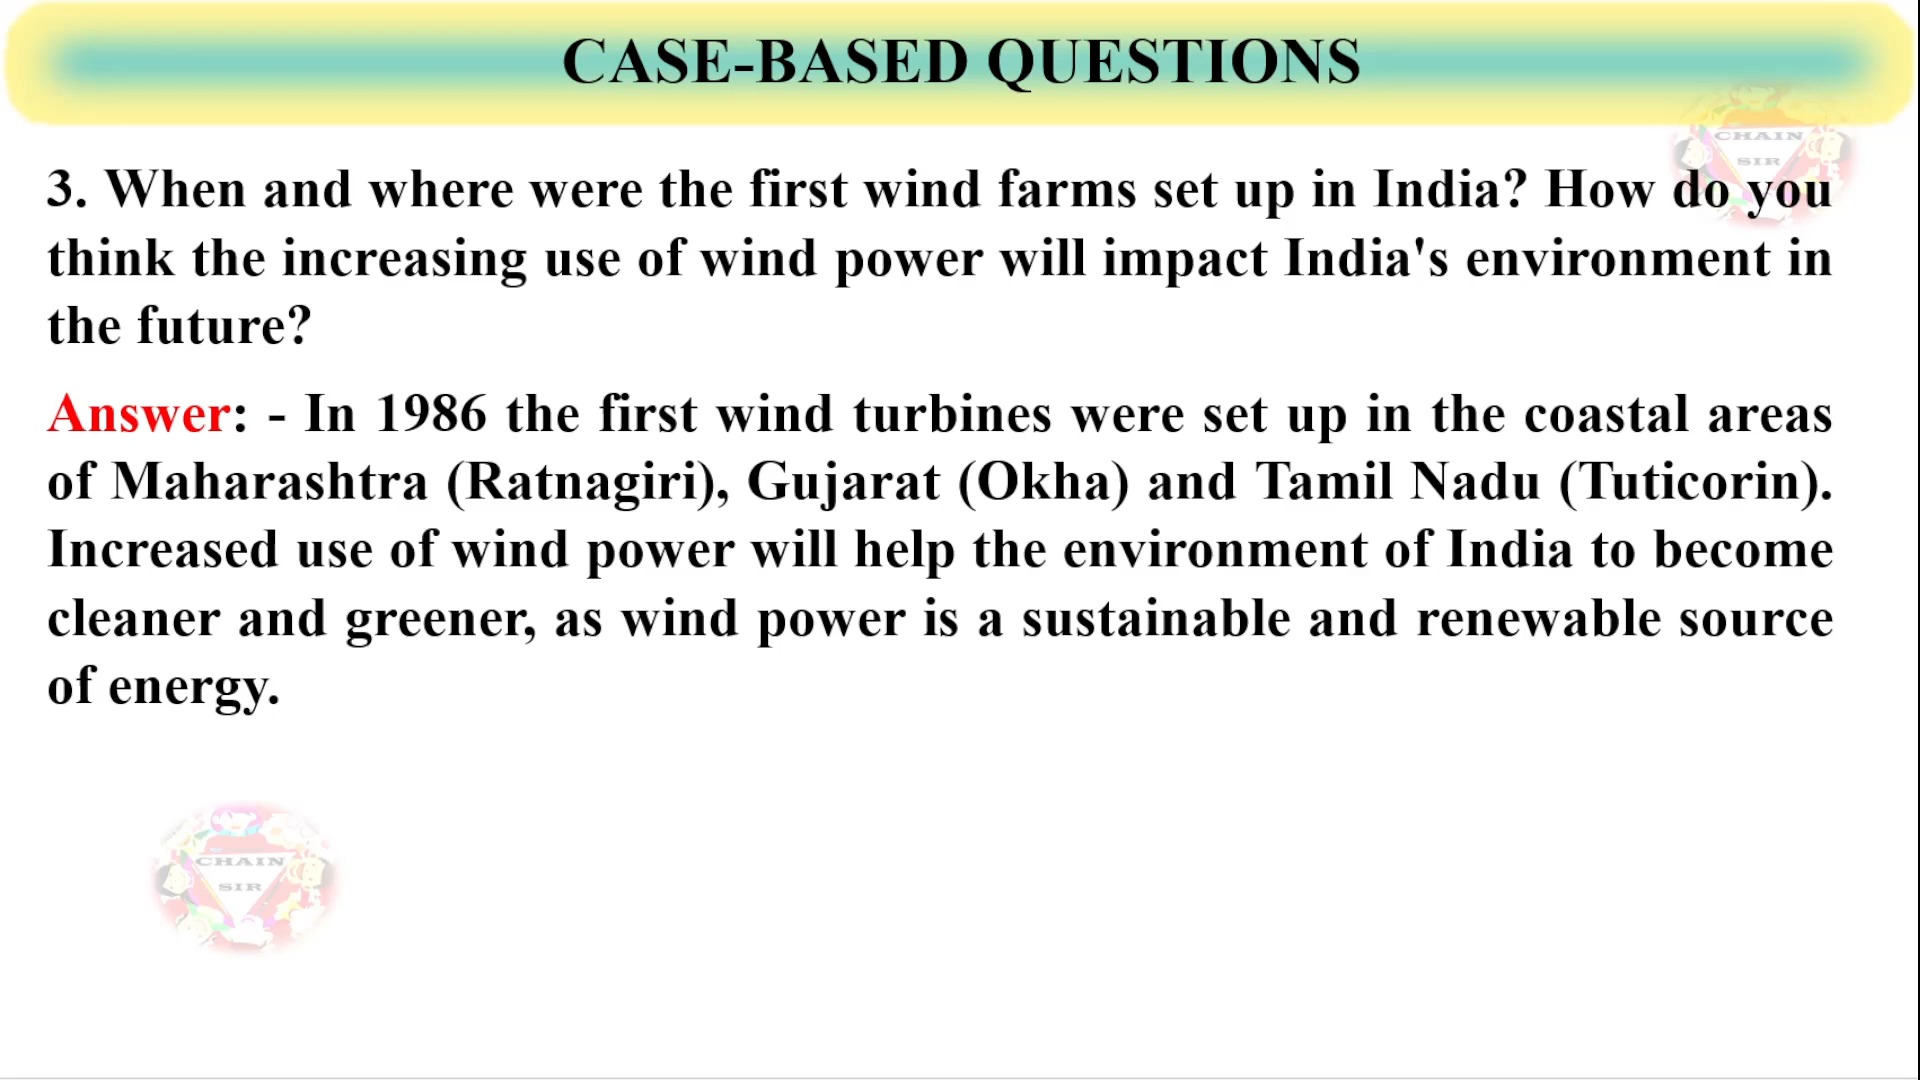 CASE-BASED QUESTIONS
CHAIN
SIR
3. When and where were the first wind farms set up in India? How do you
think the increasing use of wind power will impact India's environment in
the future?
Answer: - In 1986 the first wind turbines were set up in the coastal areas
of Maharashtra (Ratnagiri), Gujarat (Okha) and Tamil Nadu (Tuticorin).
Increased use of wind power will help the environment of India to become
cleaner and greener, as wind power is a sustainable and renewable source
of energy.
CHAIN
SIR